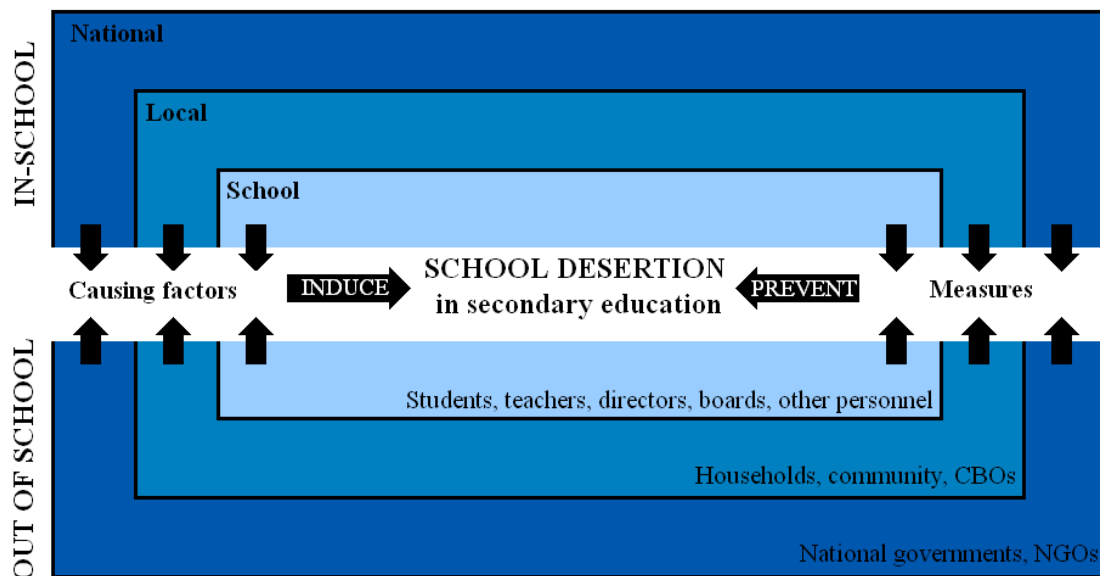 IN-SCHOOL
National
Local
School
Causing factors
INDUCE
SCHOOL DESERTION
in secondary education
PREVENT
Measures
OUT OF SCHOOL
Students, teachers, directors, boards, other personnel
Households, community, CBOs
National governments, NGOs